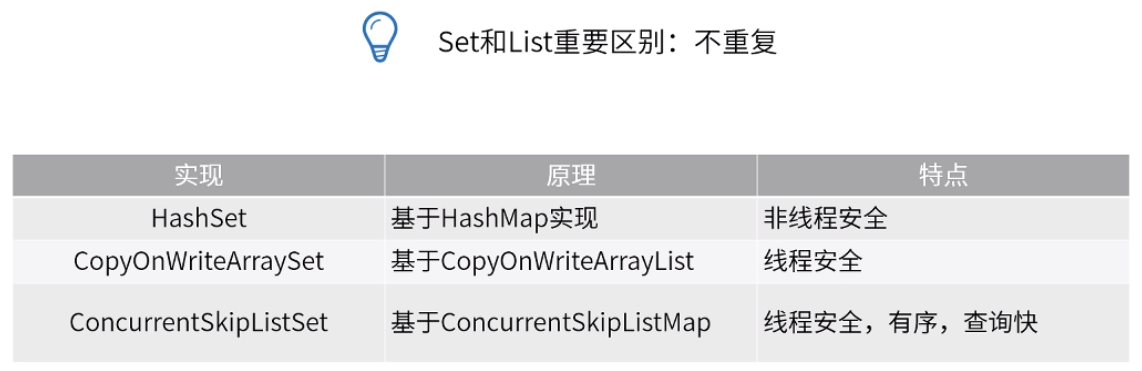 Set和List重要区别：不重复
实现 原理 特点
HashSet 基于HashMap实现 非线程安全
CopyOnWriteArraySet 基于CopyOnWriteArrayList 线程安全
ConcurrentSkipListSet 基于ConcurrentSkipListMap 线程安全，有序，查询快